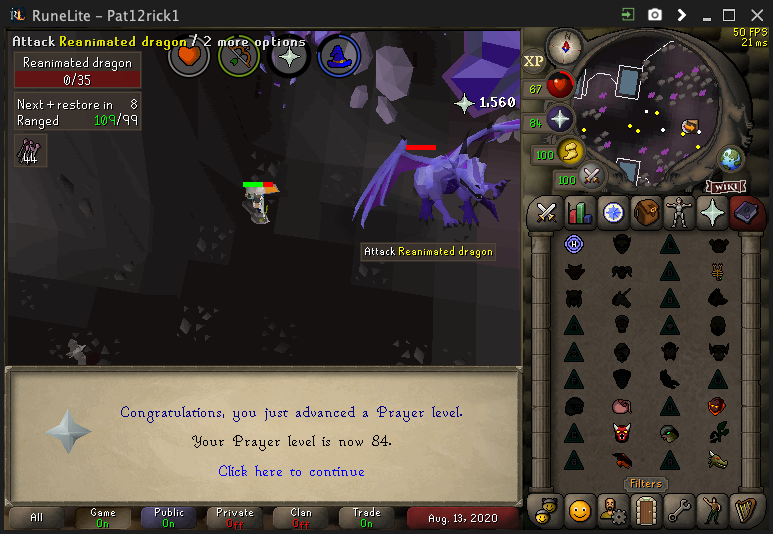 RuneLite - Pat12rick1
Attack Reanimated dragon / 2 more options
50 FPS
21 ms
Reanimated dragon
0/35
XP
Next + restore in 8
Ranged 109/99
1,560
67
84
100
100
44
WIKI
Attack Reanimated dragon
Congratulations, you just advanced a Prayer level.
Your Prayer level is now 84.
Click here to continue
Filters
All
Game
On
Public
On
Private
Off
Clan
Off
Trade
On
Aug. 13, 2020